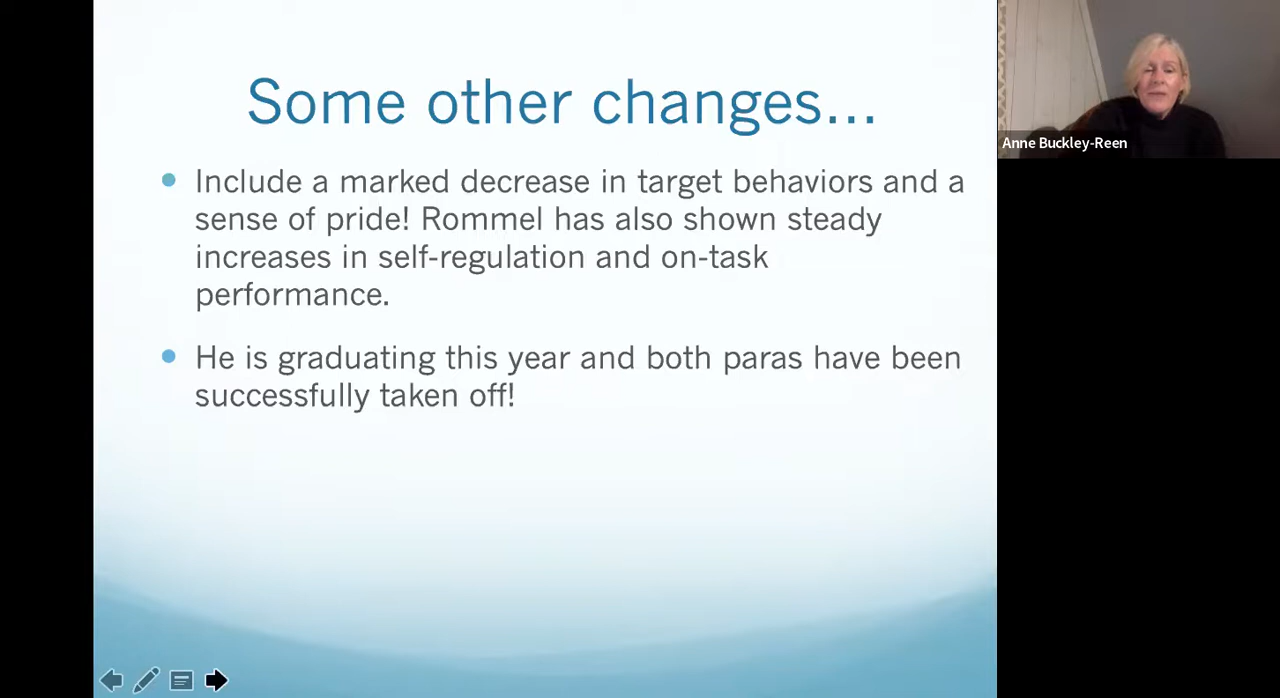 Some other changes...
Include a marked decrease in target behaviors and a
sense of pride! Rommel has also shown steady
increases in self-regulation and on-task
performance.
He is graduating this year and both paras have been
successfully taken off!
Anne Buckley-Reen